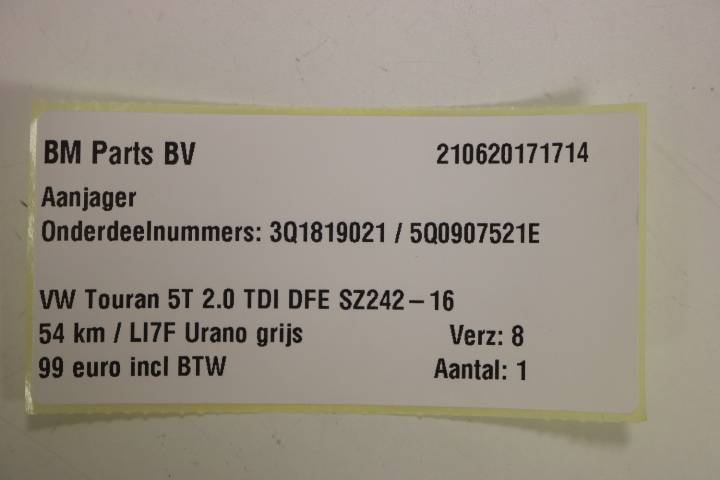 BM Parts BV 210620171714
Aanjager
Onderdeelnummers: 3Q1819021 / 5Q0907521E
VW Touran 5T 2.0 TDI DFE SZ242-16
54 km / LI7F Urano grijs Verz: 8
99 euro incl BTW Aantal: 1